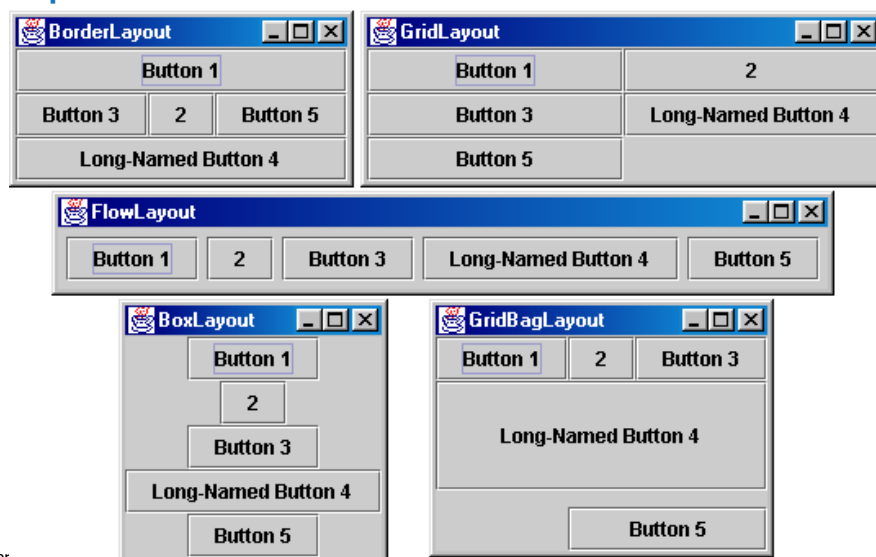 BorderLayout
Button 1
Button 3 2 Button 5
Long-Named Button 4
GridLayout
Button 1 2
Button 3 Long-Named Button 4
Button 5
FlowLayout
Button 1 2 Button 3 Long-Named Button 4 Button 5
BoxLayout
Button 1
2
Button 3
Long-Named Button 4
Button 5
GridBagLayout
Button 1 2 Button 3
Long-Named Button 4
Button 5